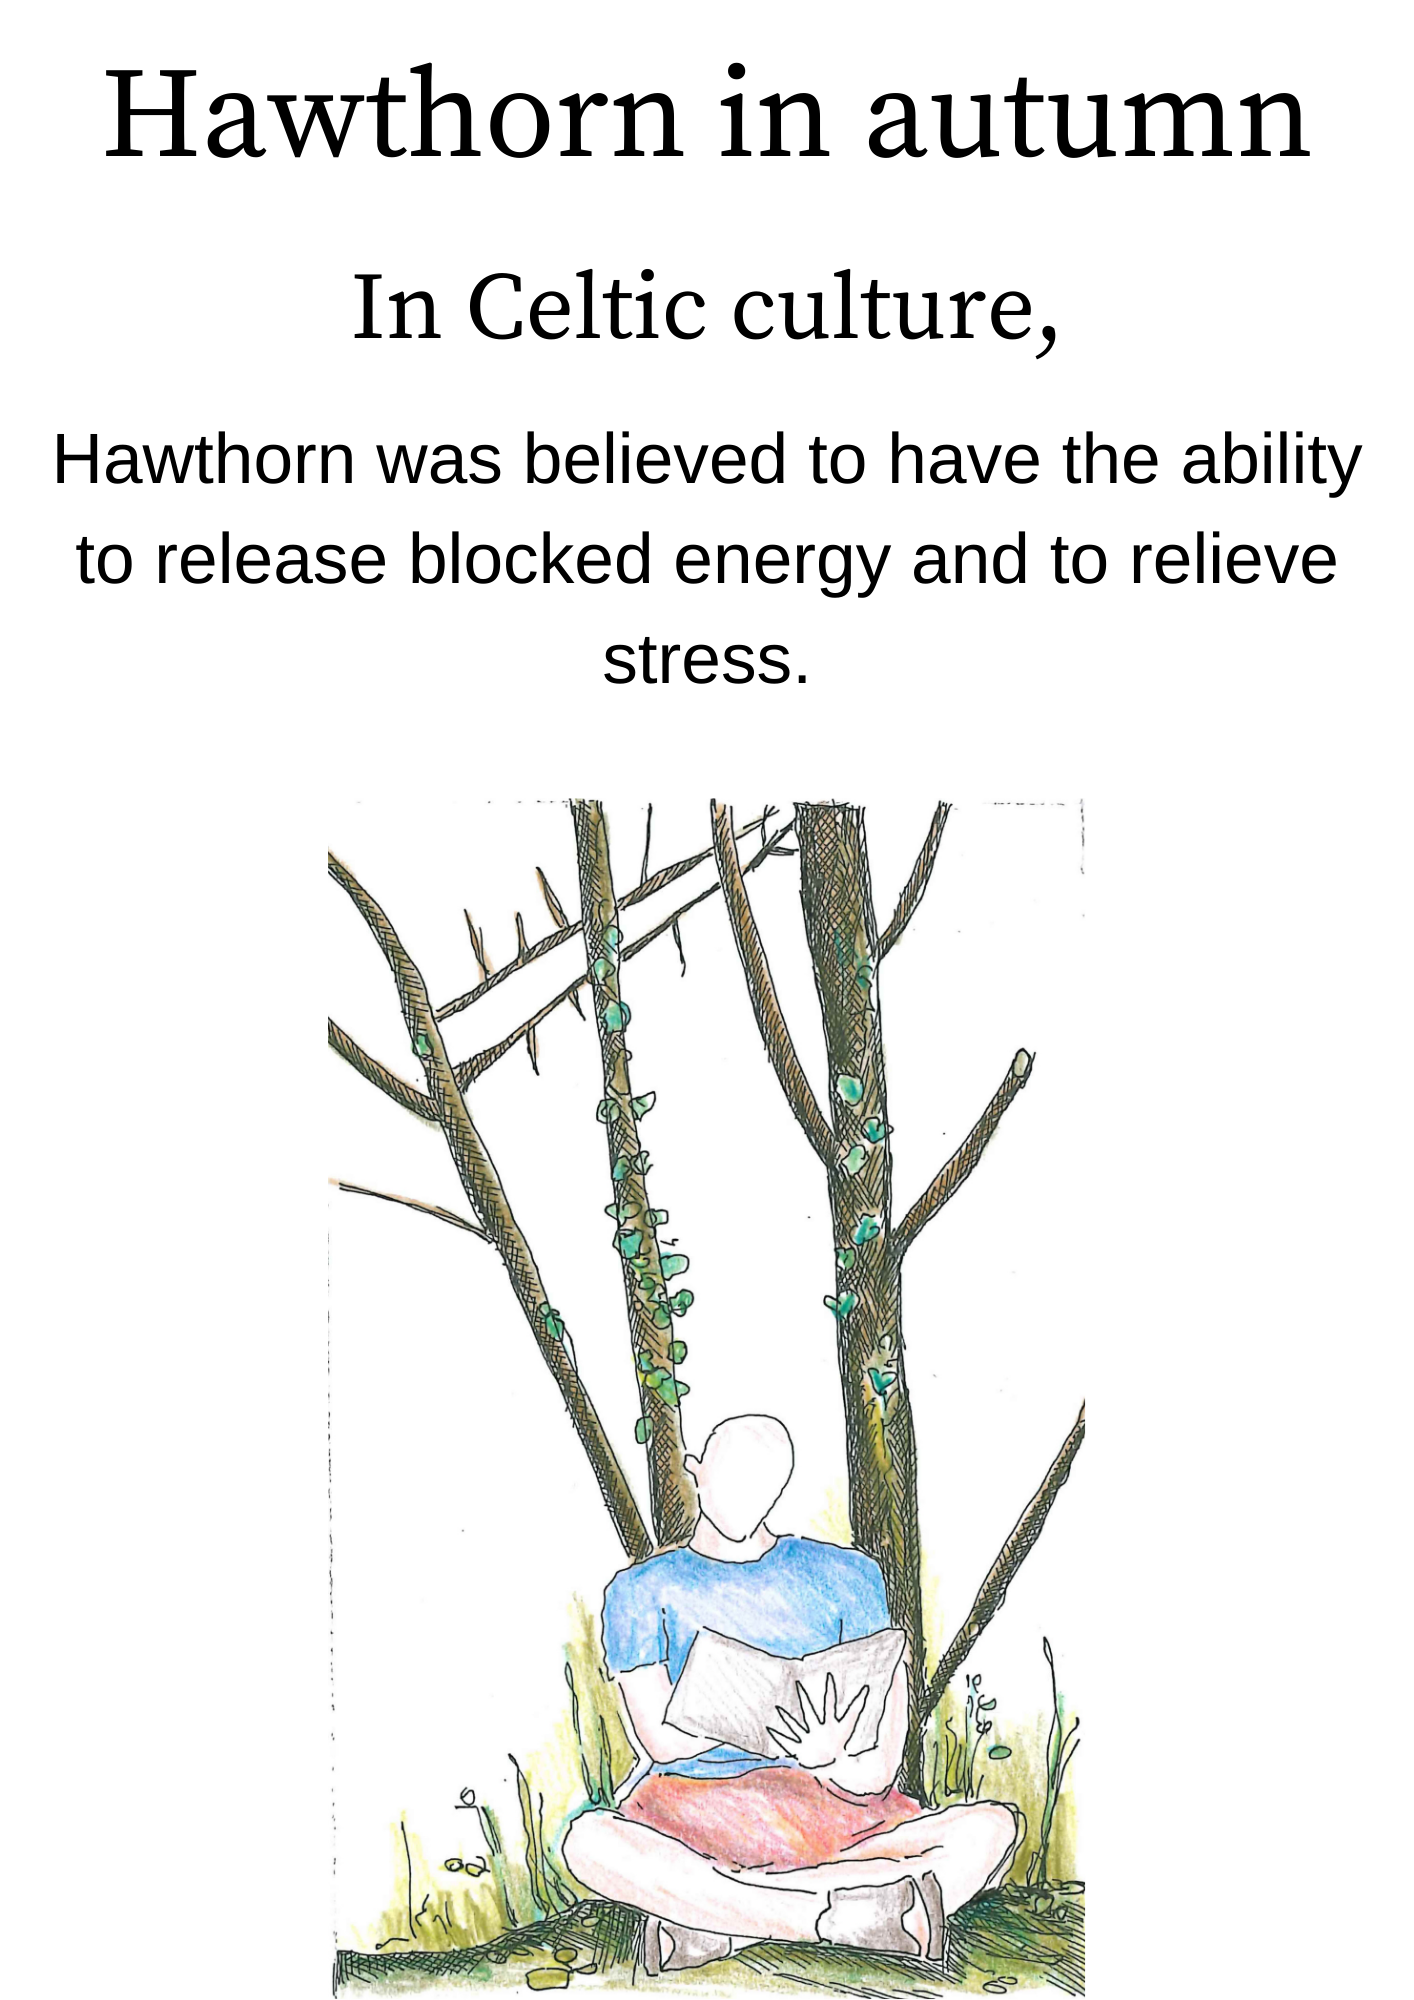 Hawthorn in autumn
In Celtic culture,
Hawthorn was believed to have the ability
to release blocked energy and to relieve
stress.